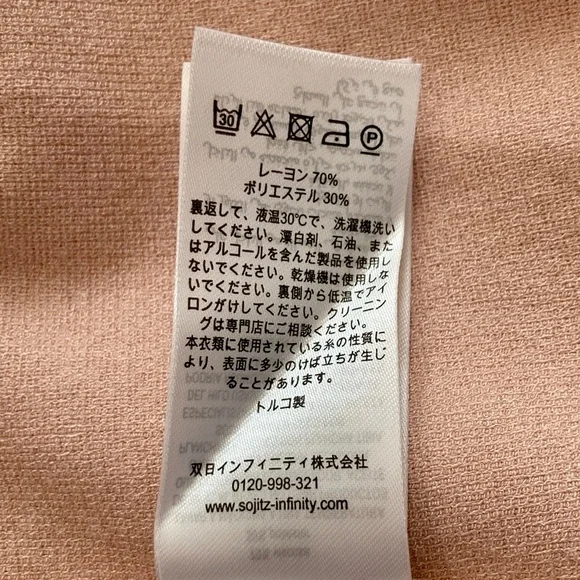 30
P
レーヨン 70%
ポリエステル 30%
裏返して、液温30℃で、洗濯機洗い
してください。漂白剤、石油、また
はアルコールを含んだ製品を使用し
ないでください。乾燥機は使用しな
いでください。裏側から低温でアイ
ロンがけしてください。クリーニン
グは専門店にご相談ください。
本衣類に使用されている糸の性質に
より、表面に多少のけば立ちが生じ
ることがあります。
トルコ製
双日インフィニティ株式会社
0120-998-321
www.sojitz-infinity.com